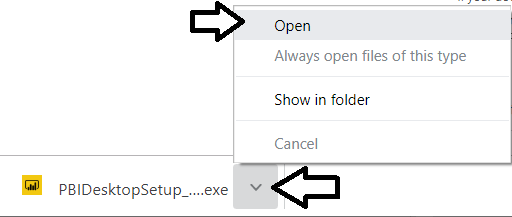 Open
Always open files of this type
Show in folder
Cancel
PBIDesktopSetup_....exe